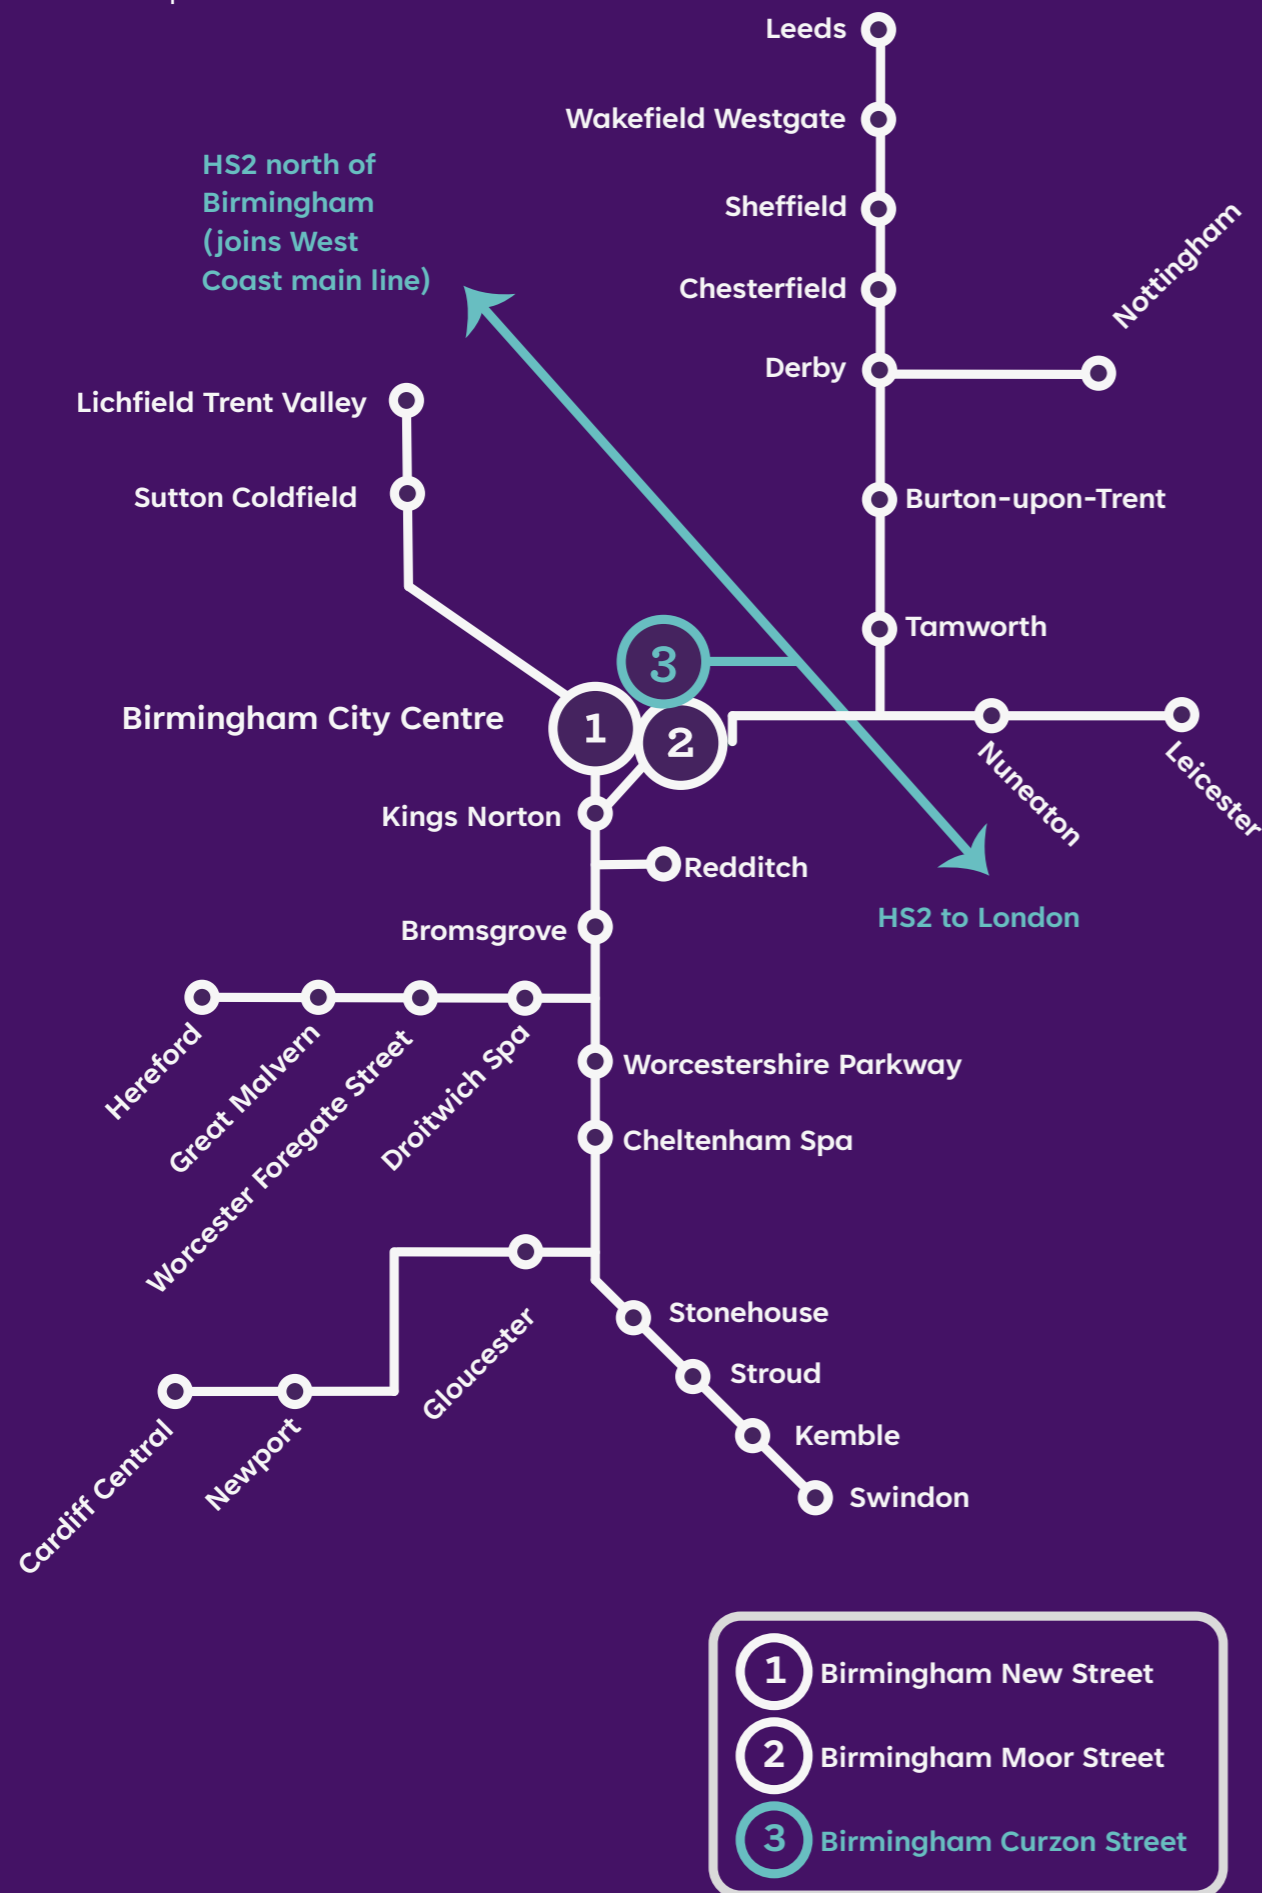 Leeds
Wakefield Westgate
HS2 north of
Birmingham
(joins West
Coast main line)
Sheffield
Nottingham
Chesterfield
Derby
Lichfield Trent Valley
Sutton Coldfield
Burton-upon-Trent
Tamworth
3
Birmingham City Centre
1
2
Nuneaton
Leicester
Kings Norton
Redditch
HS2 to London
Bromsgrove
Hereford
Great Malvern
Worcester Foregate Street
Droitwich Spa
Worcestershire Parkway
Cheltenham Spa
Gloucester
Stonehouse
Stroud
Cardiff Central
Newport
Kemble
Swindon
1 Birmingham New Street
2 Birmingham Moor Street
3 Birmingham Curzon Street